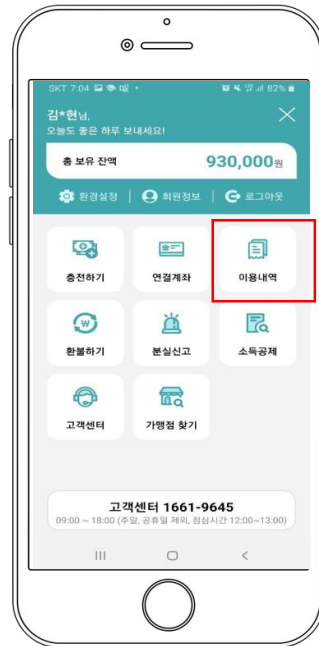 SKT 7:04
82%
김*현님,
오늘도 좋은 하루 보내세요!
총 보유 잔액 930,000원
환경설정 | 회원정보 | 로그아웃
충전하기 연결계좌 이용내역
환불하기 분실신고 소득공제
고객센터 가맹점 찾기
고객센터 1661-9645
09:00 ~ 18:00 (주말, 공휴일 제외, 점심시간 12:00~13:00)